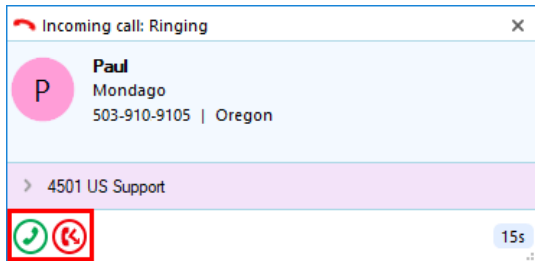 Incoming call: Ringing
P
Paul
Mondago
503-910-9105 | Oregon
4501 US Support
15s